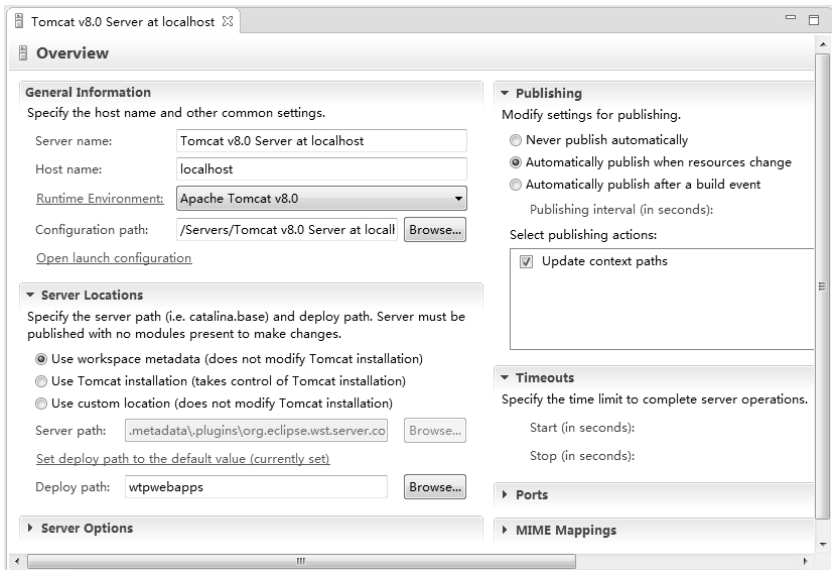 Tomcat v8.0 Server at localhost
Overview
General Information
Specify the host name and other common settings.
Server name: Tomcat v8.0 Server at localhost
Host name: localhost
Runtime Environment: Apache Tomcat v8.0
Configuration path: /Servers/Tomcat v8.0 Server at local Browse...
Open launch configuration
Server Locations
Specify the server path (i.e. catalina.base) and deploy path. Server must be
published with no modules present to make changes.
Use workspace metadata (does not modify Tomcat installation)
Use Tomcat installation (takes control of Tomcat installation)
Use custom location (does not modify Tomcat installation)
Server path: .metadata\.plugins\org.eclipse.wst.server.co Browse...
Set deploy path to the default value (currently set)
Deploy path: wtpwebapps Browse...
Server Options
Publishing
Modify settings for publishing.
Never publish automatically
Automatically publish when resources change
Automatically publish after a build event
Publishing interval (in seconds):
Select publishing actions:
Update context paths
Timeouts
Specify the time limit to complete server operations.
Start (in seconds):
Stop (in seconds):
Ports
MIME Mappings